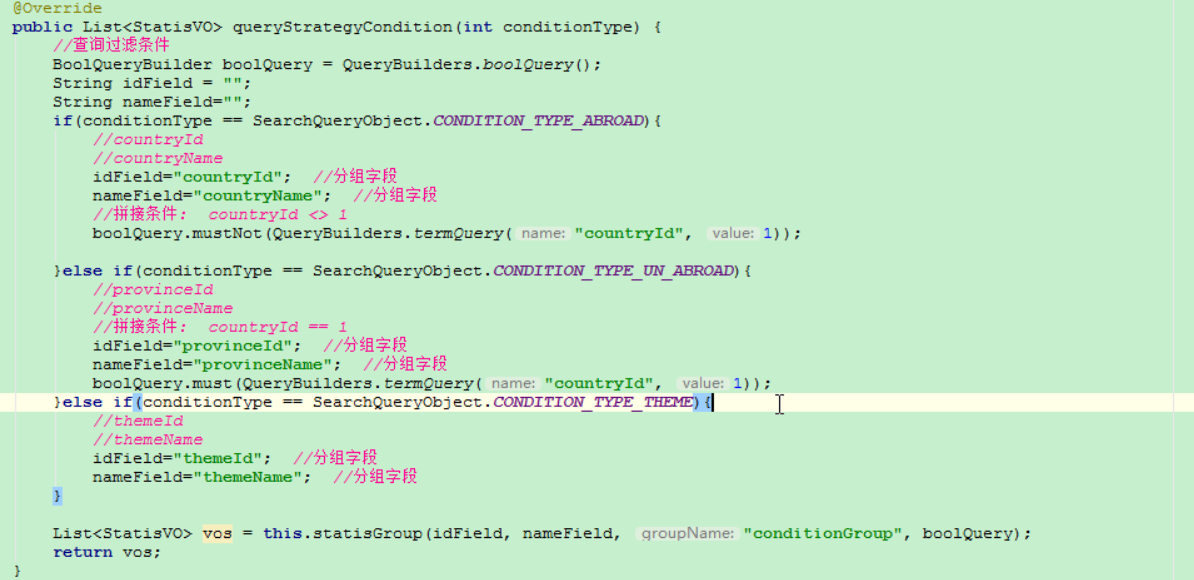 @Override
public List<StatisVO> queryStrategyCondition(int conditionType) {
//查询过滤条件
BoolQueryBuilder boolQuery = QueryBuilders.boolQuery();
String idField = "";
String nameField="";
if(conditionType == SearchQueryObject.CONDITION_TYPE_ABROAD){
//countryId
//countryName
idField="countryId";  //分组字段
nameField="countryName";  //分组字段
//拼接条件:  countryId <> 1
boolQuery.mustNot(QueryBuilders.termQuery( name: "countryId",  value: 1));
}else if(conditionType == SearchQueryObject.CONDITION_TYPE_UN_ABROAD){
//provinceId
//provinceName
//拼接条件:  countryId == 1
idField="provinceId";  //分组字段
nameField="provinceName";  //分组字段
boolQuery.must(QueryBuilders.termQuery( name: "countryId",  value: 1));
}else if(conditionType == SearchQueryObject.CONDITION_TYPE_THEME){
//themeId
//themeName
idField="themeId";  //分组字段
nameField="themeName";  //分组字段
}
List<StatisVO> vos = this.statisGroup(idField, nameField,  groupName: "conditionGroup", boolQuery);
return vos;
}